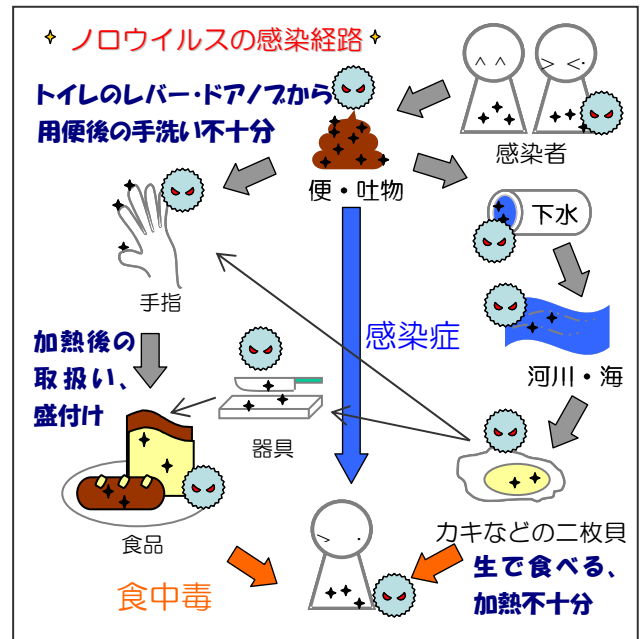 ノロウイルスの感染経路
トイレのレバー・ドアノブから
用便後の手洗い不十分
感染者
便・吐物
下水
手指
感染症
加熱後の
取扱い、
盛付け
河川・海
器具
食品
カキなどの二枚貝
生で食べる、
加熱不十分
食中毒